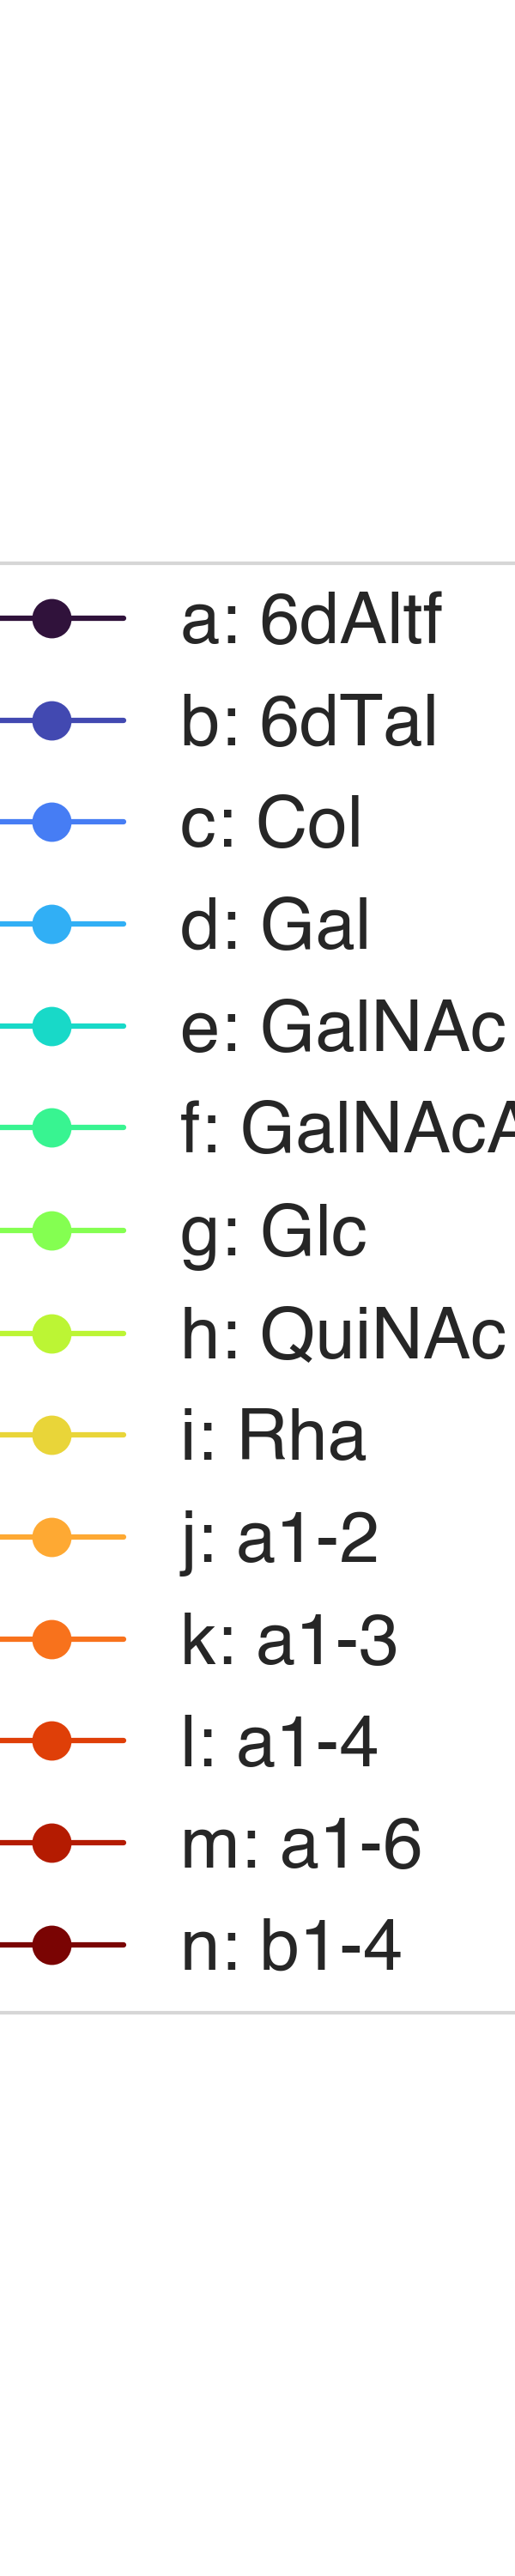 a: 6dAltf
b: 6dTal
c: Col
d: Gal
e: GalNAc
f: GalNAcA
g: Glc
h: QuiNAc
i: Rha
j: a1-2
k: a1-3
l: a1-4
m: a1-6
n: b1-4